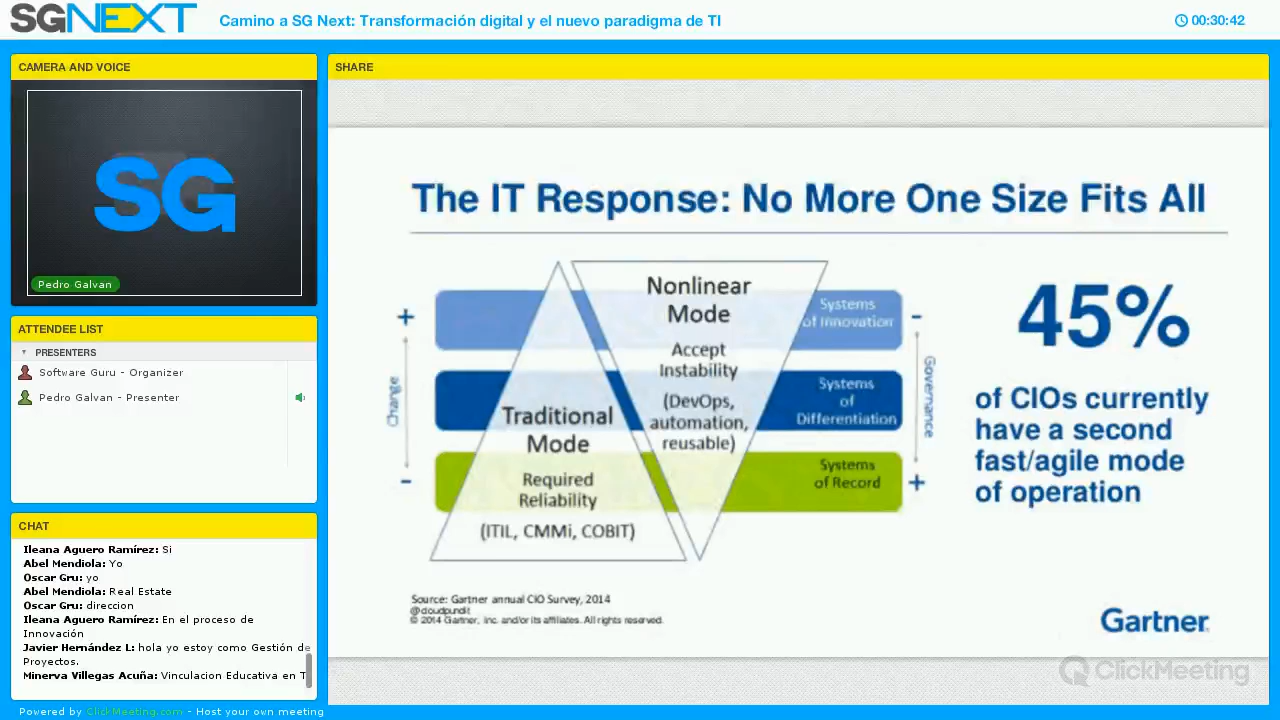 SGNEXT
Camino a SG Next: Transformación digital y el nuevo paradigma de TI
00:30:42
CAMERA AND VOICE
SG
Pedro Galvan
ATTENDEE LIST
PRESENTERS
Software Guru - Organizer
Pedro Galvan - Presenter
CHAT
Ileana Aguero Ramírez: Si
Abel Mendiola: Yo
Oscar Gru: yo
Abel Mendiola: Real Estate
Oscar Gru: direccion
Ileana Aguero Ramírez: En el proceso de
Innovación
Javier Hernández L: hola yo estoy como Gestión de
Proyectos.
Minerva Villegas Acuña: Vinculacion Educativa en T
Powered by ClickMeeting.com - Host your own meeting
SHARE
The IT Response: No More One Size Fits All
+
Change
-
Traditional
Mode
Required
Reliability
(ITIL, CMMi, COBIT)
Nonlinear
Mode
Accept
Instability
(DevOps,
automation,
reusable)
Systems
of Innovation
Systems
of
Differentiation
Systems
of Record
-
Governance
+
45%
of CIOs currently
have a second
fast/agile mode
of operation
Source: Gartner annual CIO Survey, 2014
@cloudpundit
© 2014 Gartner, Inc. and/or its affiliates. All rights reserved.
Gartner
ClickMeeting